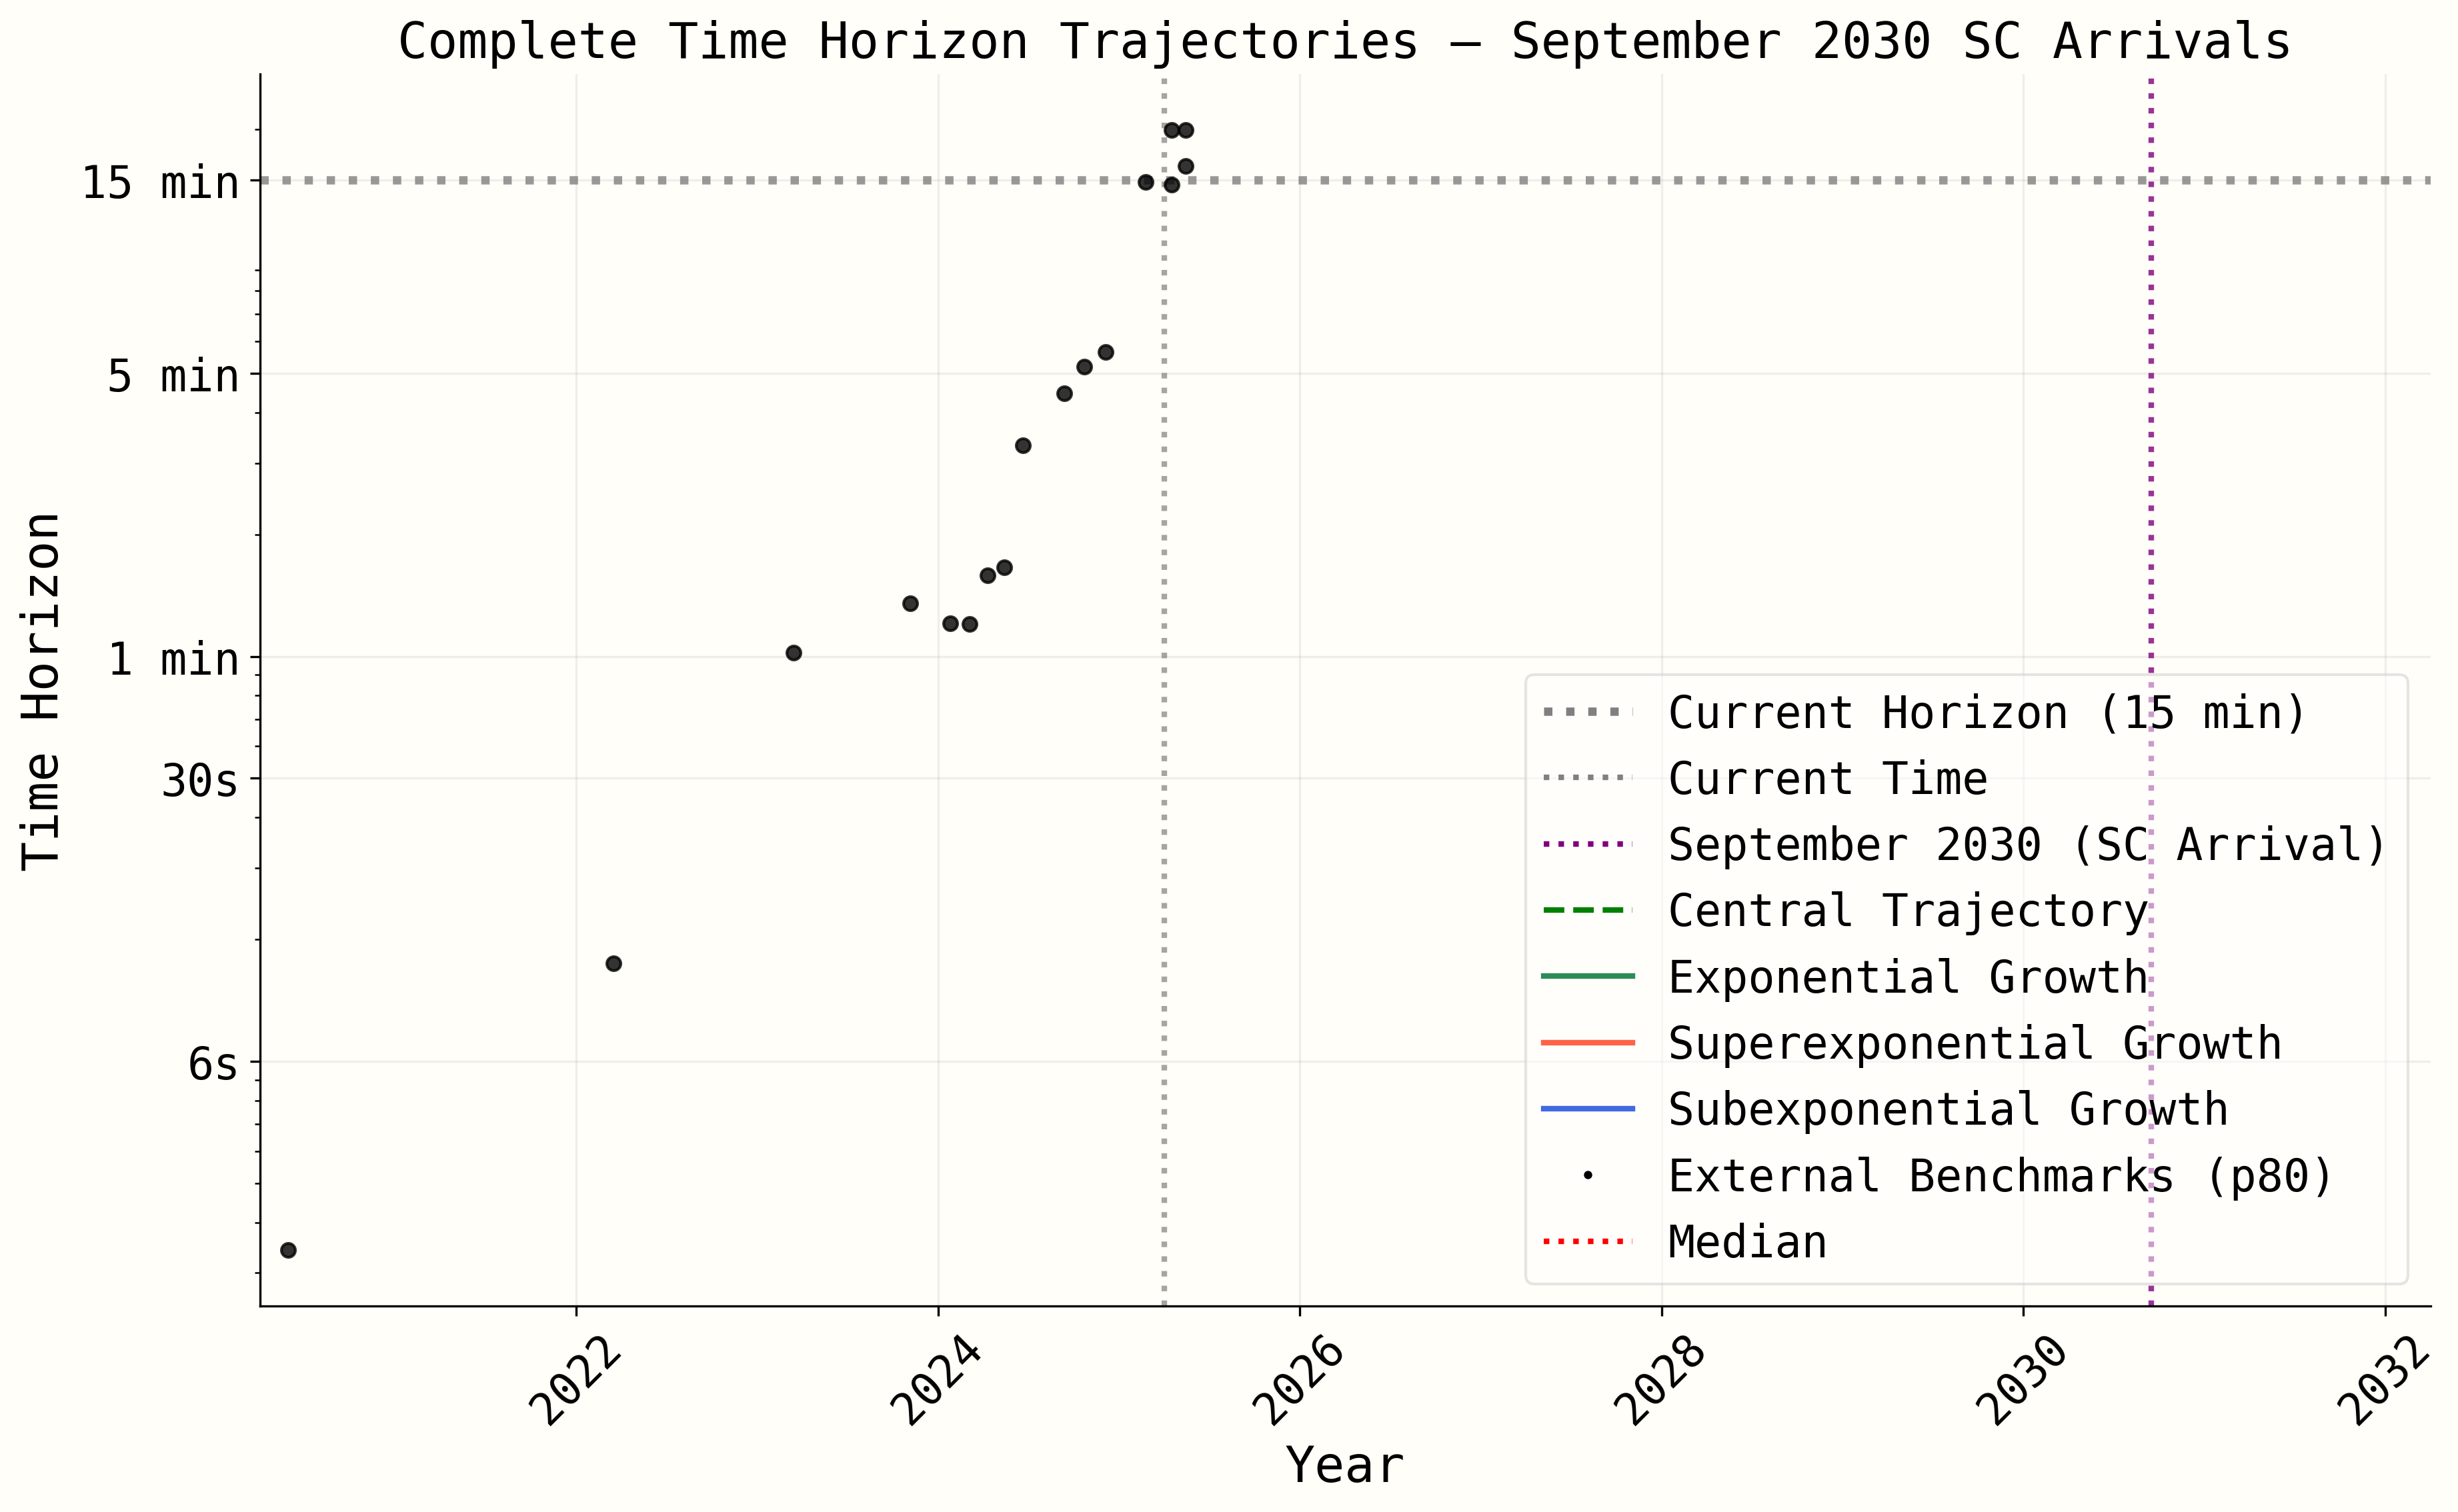 Complete Time Horizon Trajectories — September 2030 SC Arrivals
Time Horizon
15 min
5 min
1 min
30s
6s
Current Horizon (15 min)
Current Time
September 2030 (SC Arrival)
Central Trajectory
Exponential Growth
Superexponential Growth
Subexponential Growth
External Benchmarks (p80)
Median
2022
2024
2026
2028
2030
2032
Year